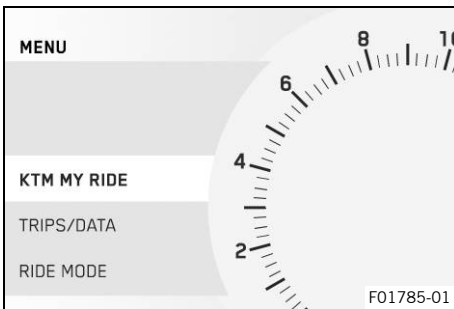 MENU
8
6
4
KTM MY RIDE
TRIPS/DATA
2
RIDE MODE
F01785-01